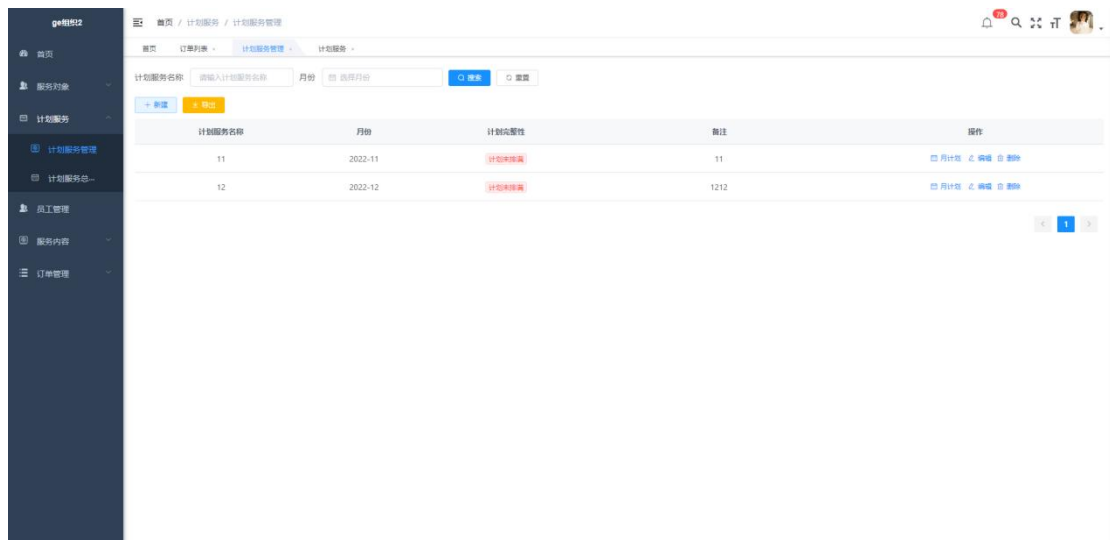 ge组织2
首页 / 计划服务 / 计划服务管理
78
首页
订单列表
计划服务管理
计划服务
首页
服务对象
计划服务
计划服务管理
计划服务总...
员工管理
服务内容
订单管理
计划服务名称 请输入计划服务名称 月份 选择月份 搜索 重置
+ 新建 导出
计划服务名称 月份 计划完整性 备注 操作
11 2022-11 计划未排满 11 月计划 编辑 删除
12 2022-12 计划未排满 1212 月计划 编辑 删除
< 1 >